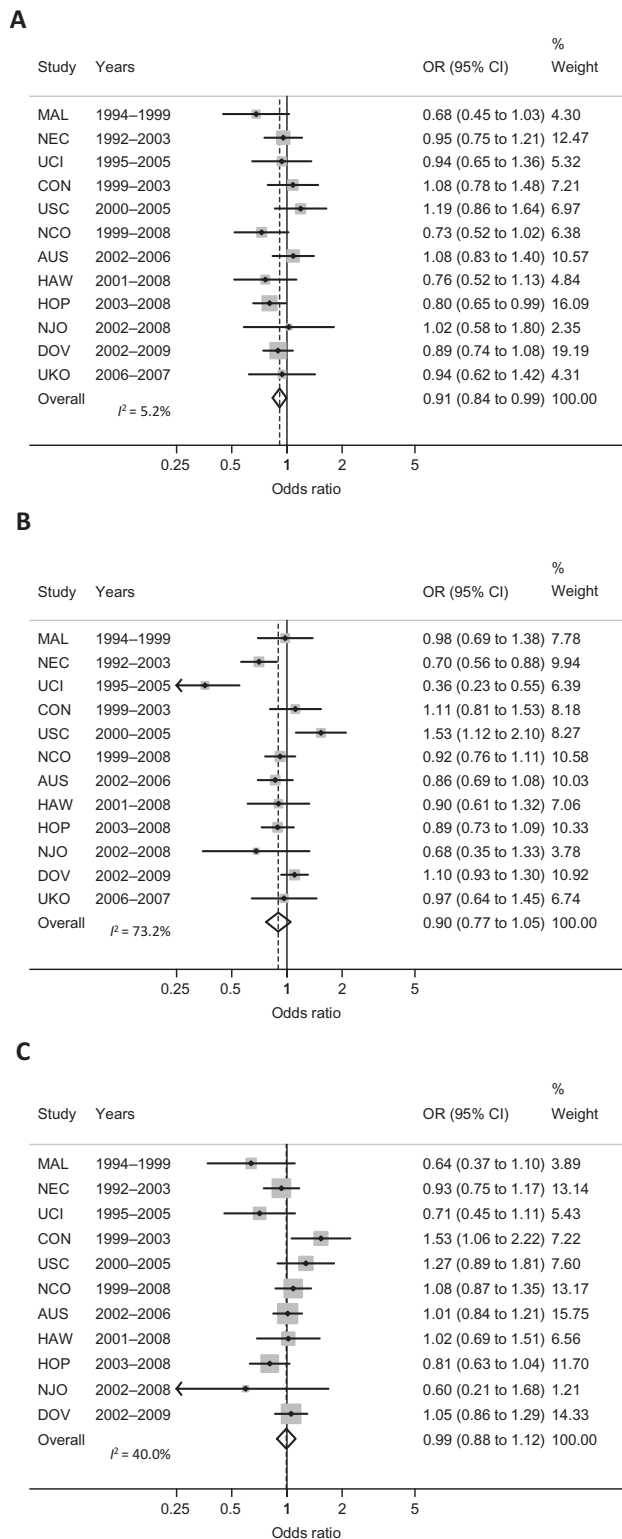 A
%
Study Years OR (95% CI) Weight
MAL 1994–1999 0.68 (0.45 to 1.03) 4.30
NEC 1992–2003 0.95 (0.75 to 1.21) 12.47
UCI 1995–2005 0.94 (0.65 to 1.36) 5.32
CON 1999–2003 1.08 (0.78 to 1.48) 7.21
USC 2000–2005 1.19 (0.86 to 1.64) 6.97
NCO 1999–2008 0.73 (0.52 to 1.02) 6.38
AUS 2002–2006 1.08 (0.83 to 1.40) 10.57
HAW 2001–2008 0.76 (0.52 to 1.13) 4.84
HOP 2003–2008 0.80 (0.65 to 0.99) 16.09
NJO 2002–2008 1.02 (0.58 to 1.80) 2.35
DOV 2002–2009 0.89 (0.74 to 1.08) 19.19
UKO 2006–2007 0.94 (0.62 to 1.42) 4.31
Overall 0.91 (0.84 to 0.99) 100.00
I² = 5.2%
0.25 0.5 1 2 5
Odds ratio
B
%
Study Years OR (95% CI) Weight
MAL 1994–1999 0.98 (0.69 to 1.38) 7.78
NEC 1992–2003 0.70 (0.56 to 0.88) 9.94
UCI 1995–2005 0.36 (0.23 to 0.55) 6.39
CON 1999–2003 1.11 (0.81 to 1.53) 8.18
USC 2000–2005 1.53 (1.12 to 2.10) 8.27
NCO 1999–2008 0.92 (0.76 to 1.11) 10.58
AUS 2002–2006 0.86 (0.69 to 1.08) 10.03
HAW 2001–2008 0.90 (0.61 to 1.32) 7.06
HOP 2003–2008 0.89 (0.73 to 1.09) 10.33
NJO 2002–2008 0.68 (0.35 to 1.33) 3.78
DOV 2002–2009 1.10 (0.93 to 1.30) 10.92
UKO 2006–2007 0.97 (0.64 to 1.45) 6.74
Overall 0.90 (0.77 to 1.05) 100.00
I² = 73.2%
0.25 0.5 1 2 5
Odds ratio
C
%
Study Years OR (95% CI) Weight
MAL 1994–1999 0.64 (0.37 to 1.10) 3.89
NEC 1992–2003 0.93 (0.75 to 1.17) 13.14
UCI 1995–2005 0.71 (0.45 to 1.11) 5.43
CON 1999–2003 1.53 (1.06 to 2.22) 7.22
USC 2000–2005 1.27 (0.89 to 1.81) 7.60
NCO 1999–2008 1.08 (0.87 to 1.35) 13.17
AUS 2002–2006 1.01 (0.84 to 1.21) 15.75
HAW 2001–2008 1.02 (0.69 to 1.51) 6.56
HOP 2003–2008 0.81 (0.63 to 1.04) 11.70
NJO 2002–2008 0.60 (0.21 to 1.68) 1.21
DOV 2002–2009 1.05 (0.86 to 1.29) 14.33
Overall 0.99 (0.88 to 1.12) 100.00
I² = 40.0%
0.25 0.5 1 2 5
Odds ratio